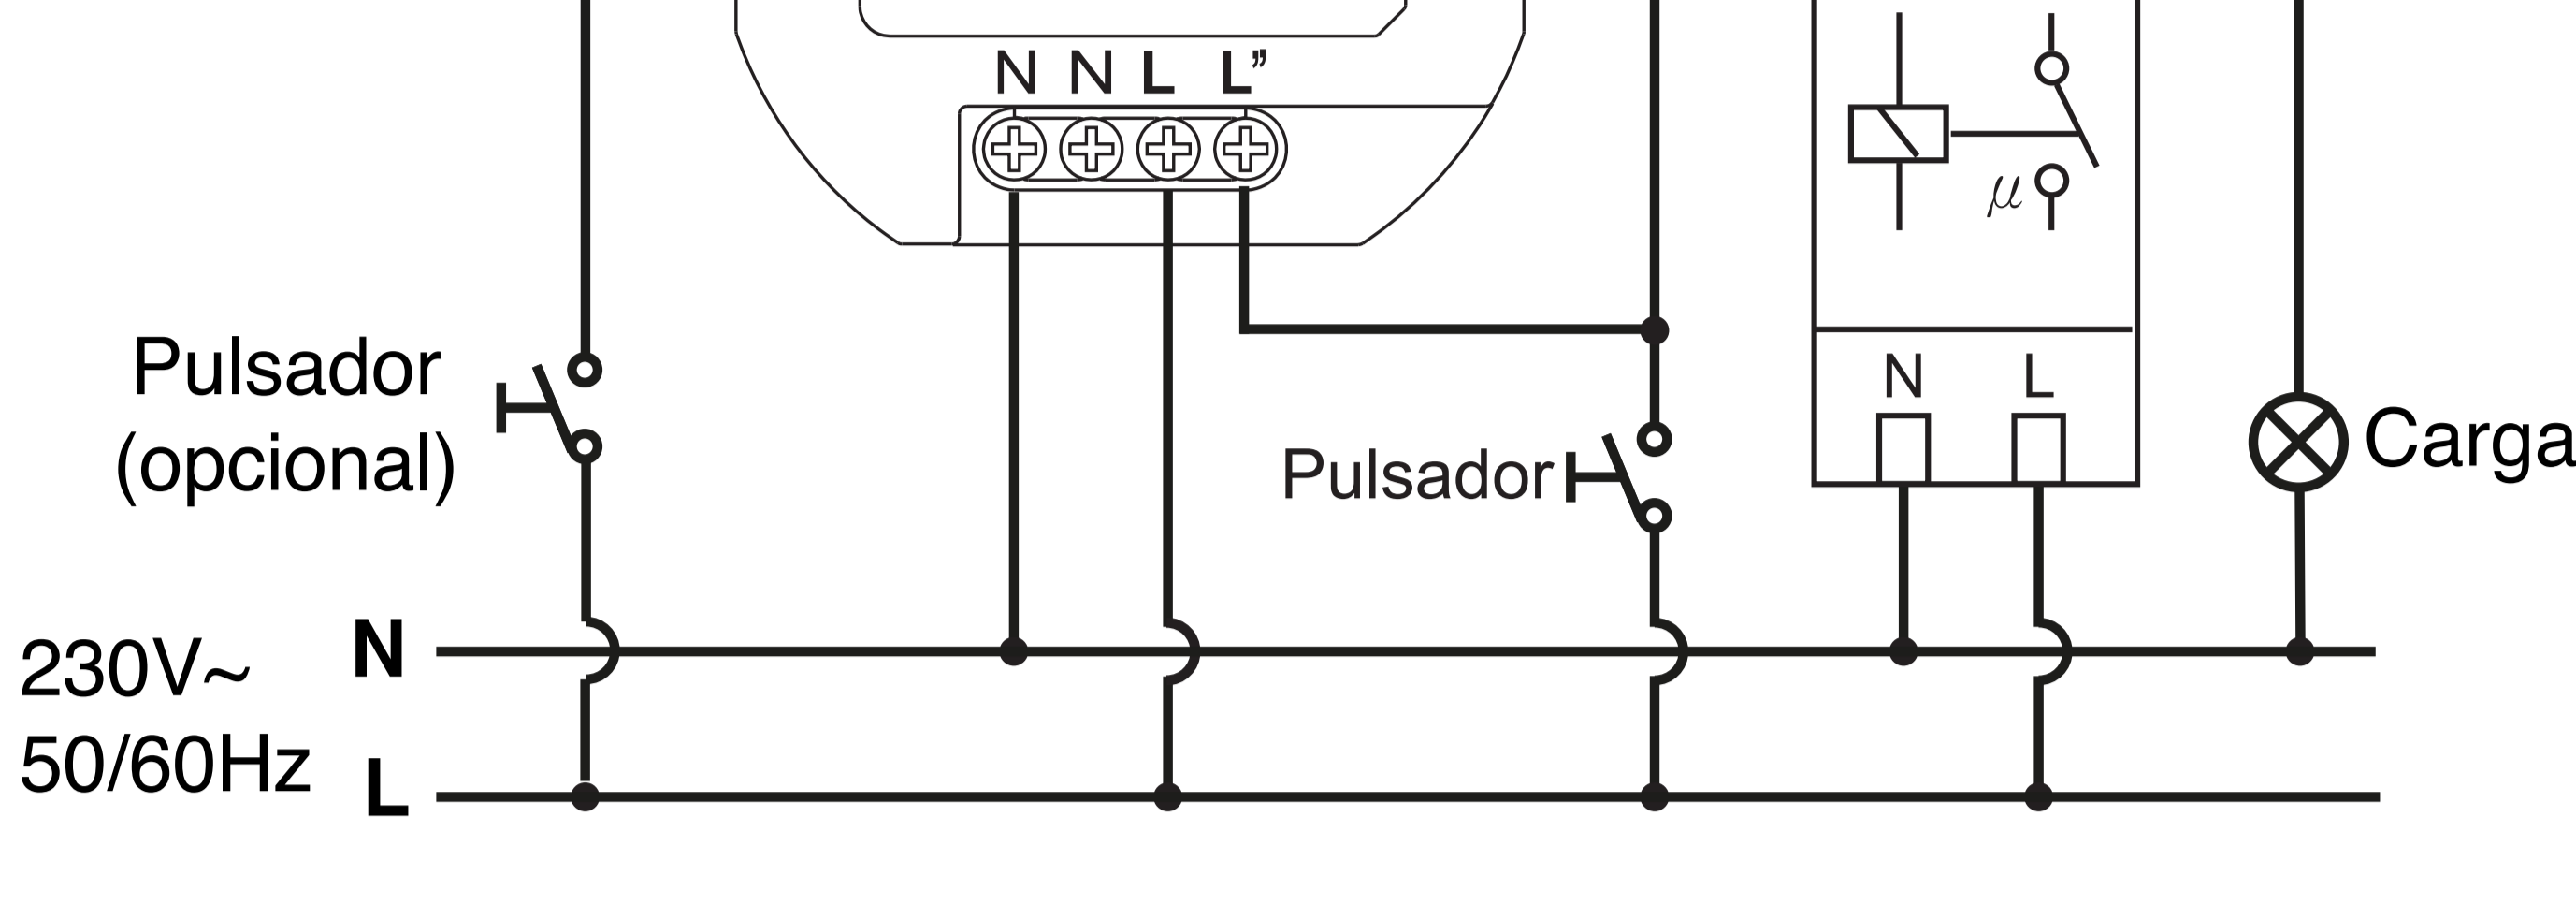 N N L L”
μ
Pulsador
(opcional)
N L
Carga
Pulsador
230V~
50/60Hz
N
L